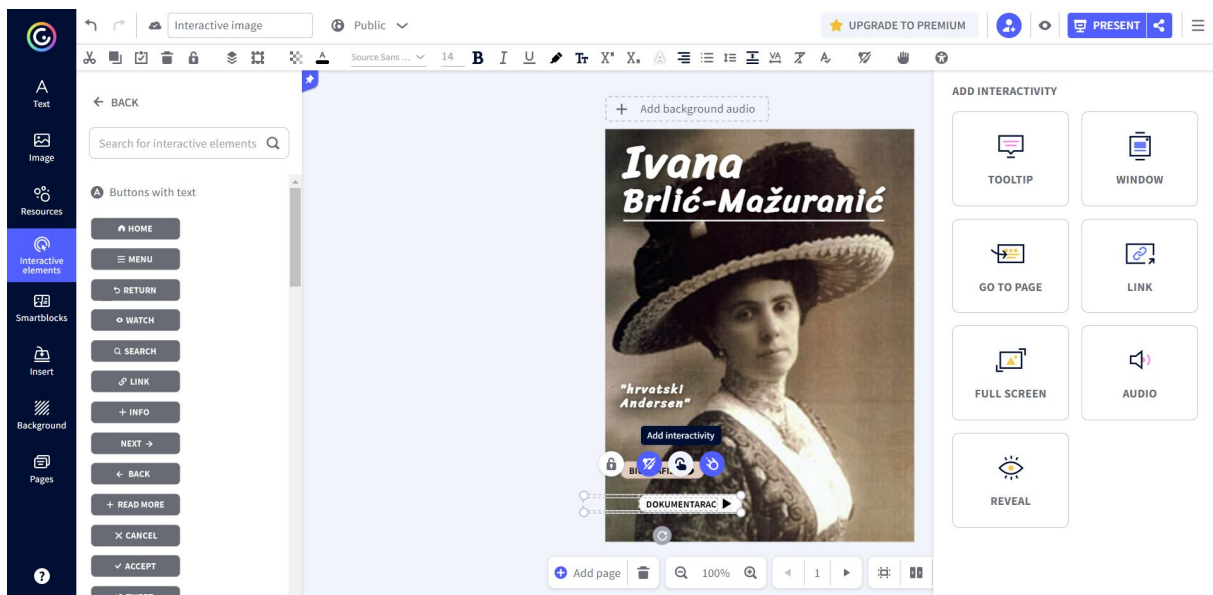 Interactive image
Public
UPGRADE TO PREMIUM
PRESENT
Source Sans ...
14
B I U Tr X X A
Text
Image
Resources
Interactive
elements
Smartblocks
Insert
Background
Pages
?
BACK
Search for interactive elements
A Buttons with text
HOME
MENU
RETURN
WATCH
SEARCH
LINK
+ INFO
NEXT →
← BACK
+ READ MORE
CANCEL
ACCEPT
+ Add background audio
Ivana
Brlić-Mažuranić
"hrvatski
Andersen"
Add interactivity
DOKUMENTARAC
+ Add page
100%
1
ADD INTERACTIVITY
TOOLTIP
WINDOW
GO TO PAGE
LINK
FULL SCREEN
AUDIO
REVEAL